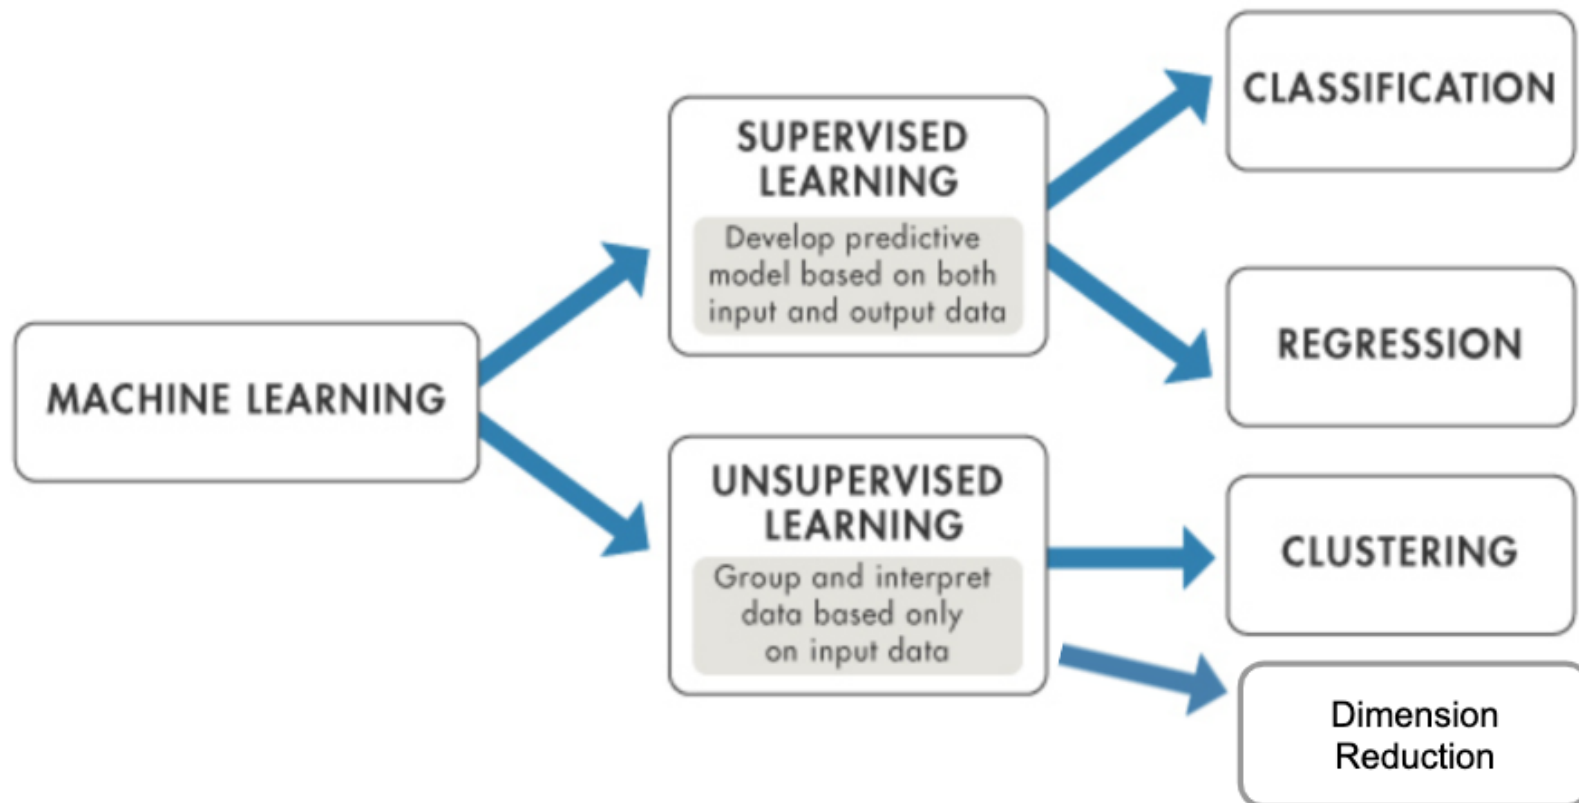 MACHINE LEARNING
SUPERVISED
LEARNING
Develop predictive
model based on both
input and output data
UNSUPERVISED
LEARNING
Group and interpret
data based only
on input data
CLASSIFICATION
REGRESSION
CLUSTERING
Dimension
Reduction